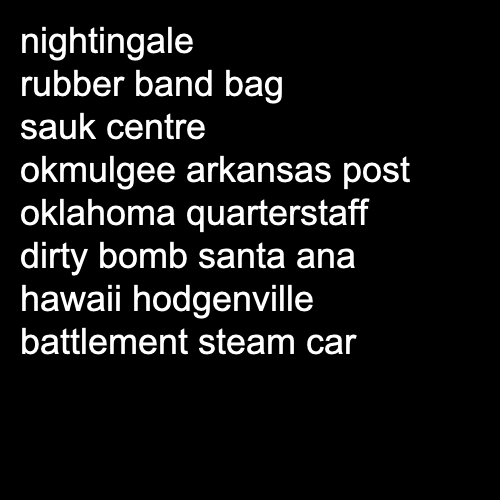 nightingale
rubber band bag
sauk centre
okmulgee arkansas post
oklahoma quarterstaff
dirty bomb santa ana
hawaii hodgenville
battlement steam car